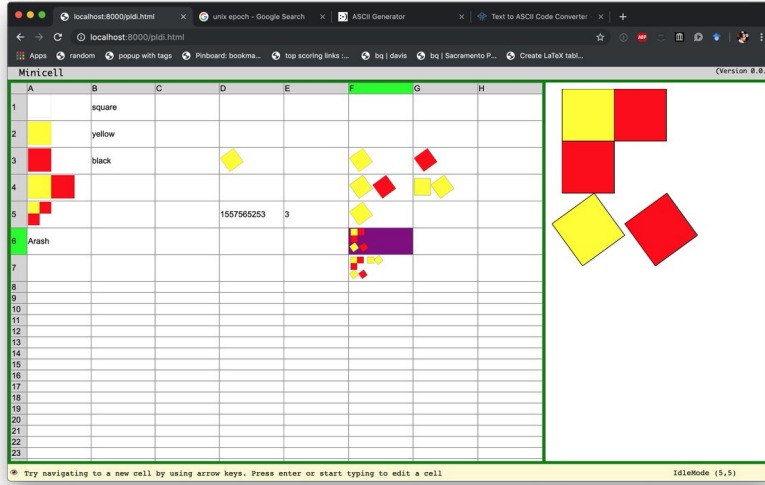 localhost:8000/pldi.html
unix epoch - Google Search
ASCII Generator
Text to ASCII Code Converter
localhost:8000/pldi.html
ABP
Apps
random
popup with tags
Pinboard: bookma...
top scoring links :...
bq | davis
bq | Sacramento P...
Create LaTeX tabl...
Minicell
(Version 0.0.
A B C D E F G H
1 square
2 yellow
3 black
4
5 1557565253 3
6 Arash
7
8
9
10
11
12
13
14
15
16
17
18
19
20
21
22
23
Try navigating to a new cell by using arrow keys. Press enter or start typing to edit a cell
IdleMode (5,5)